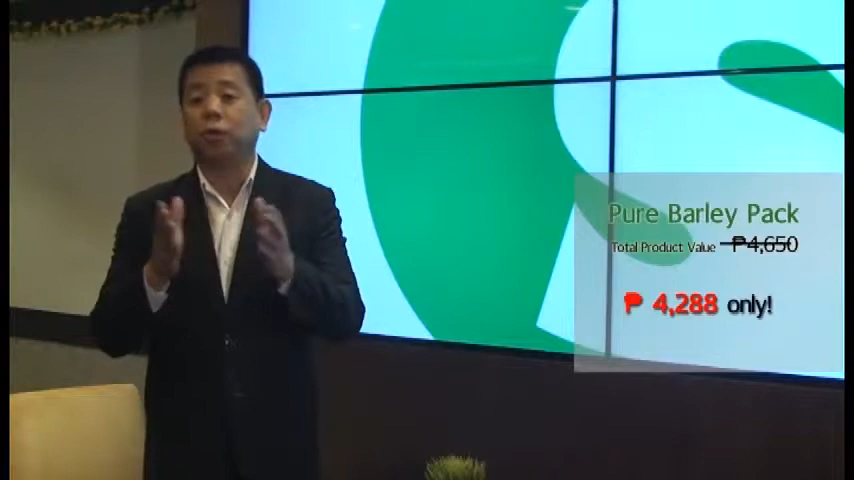 Pure Barley Pack
Total Product Value ₱4,650
₱ 4,288 only!